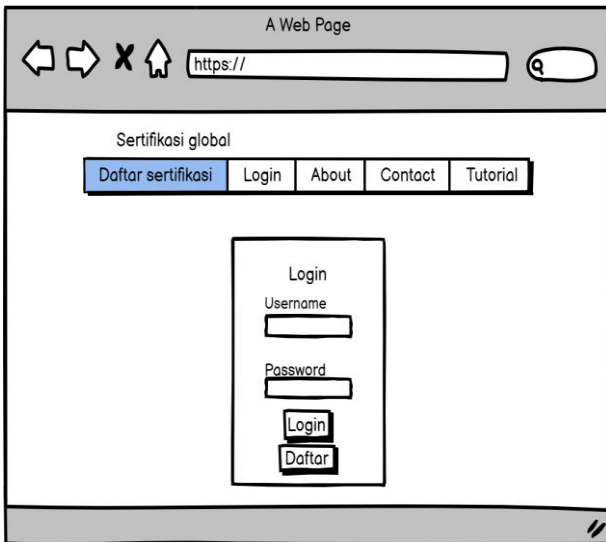 A Web Page
https://
Sertifikasi global
Daftar sertifikasi Login About Contact Tutorial
Login
Username
Password
Login
Daftar